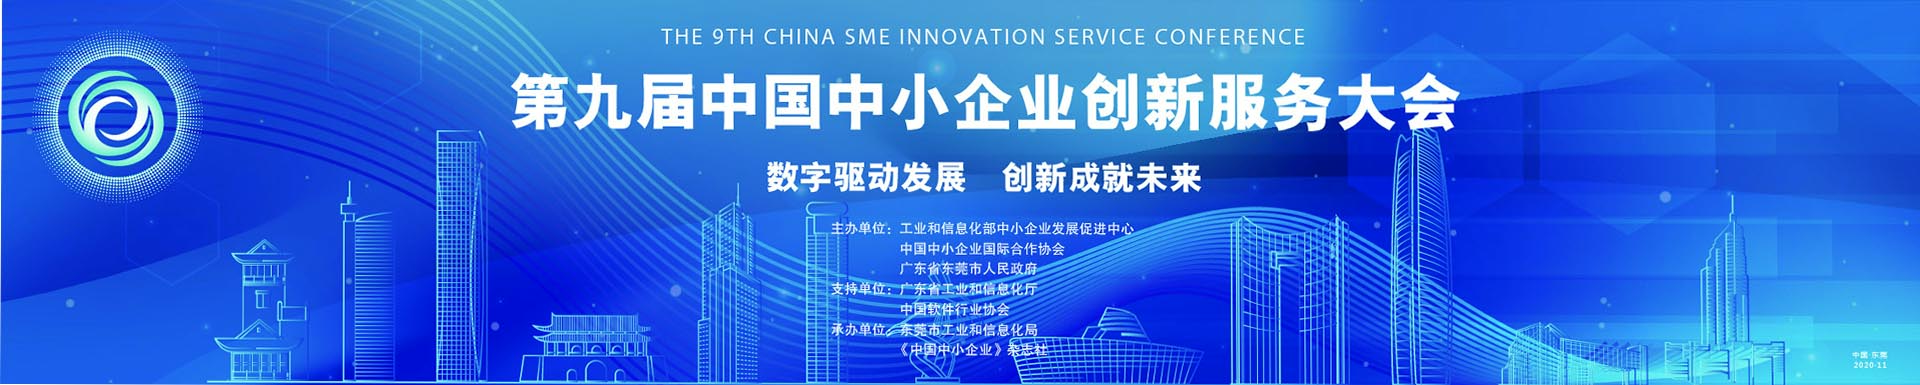 THE 9TH CHINA SME INNOVATION SERVICE CONFERENCE
第九届中国中小企业创新服务大会
数字驱动发展 创新成就未来
主办单位：工业和信息化部中小企业发展促进中心
中国中小企业国际合作协会
广东省东莞市人民政府
支持单位：广东省工业和信息化厅
中国软件行业协会
承办单位：东莞市工业和信息化局
《中国中小企业》杂志社
中国·东莞
2020-11